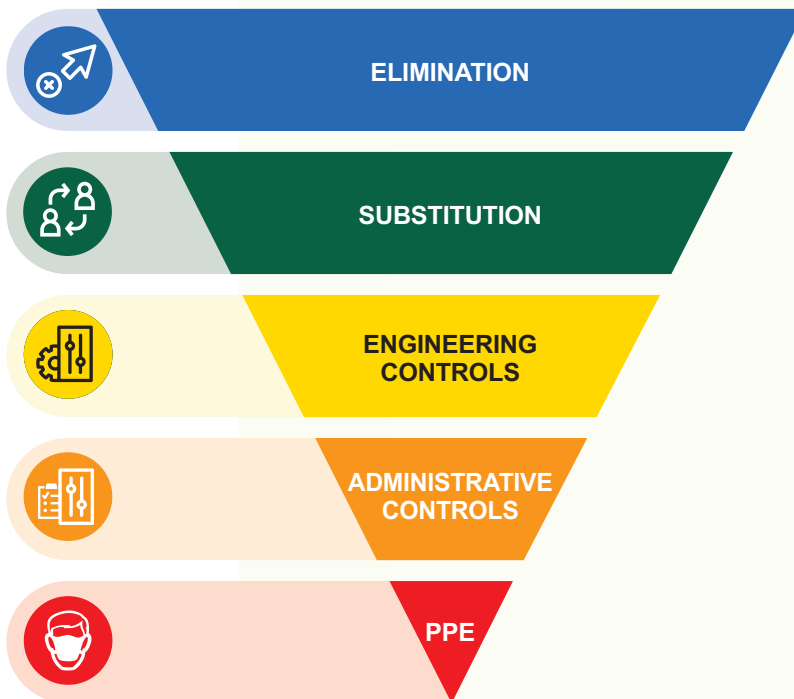 ELIMINATION
SUBSTITUTION
ENGINEERING
CONTROLS
ADMINISTRATIVE
CONTROLS
PPE